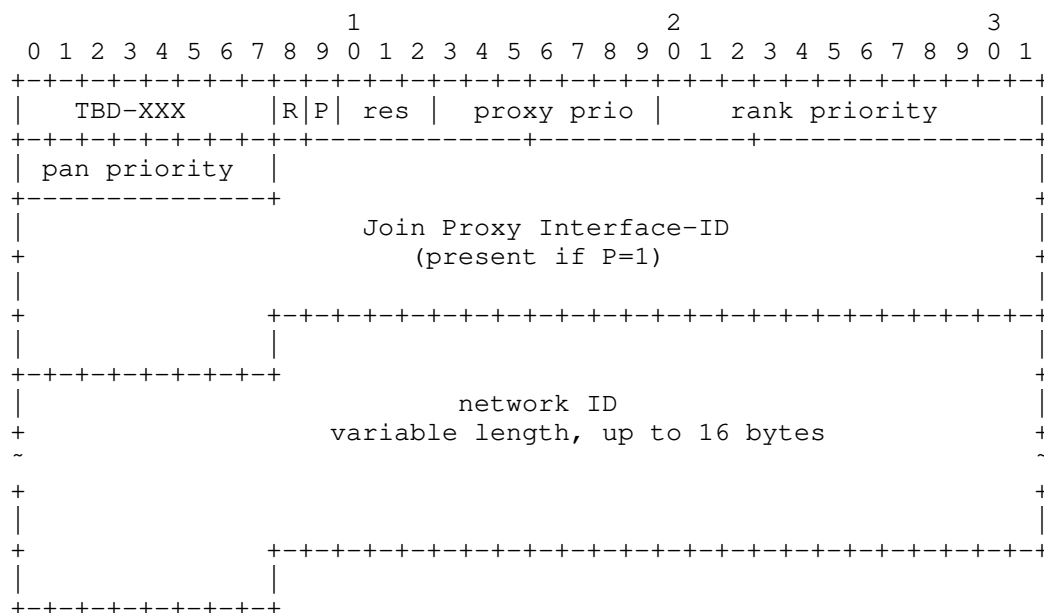 1                   2                   3
 0 1 2 3 4 5 6 7 8 9 0 1 2 3 4 5 6 7 8 9 0 1 2 3 4 5 6 7 8 9 0 1
+-+-+-+-+-+-+-+-+-+-+-+-+-+-+-+-+-+-+-+-+-+-+-+-+-+-+-+-+-+-+-+-+
|   TBD-XXX     |R|P| res |  proxy prio |    rank priority      |
+-+-+-+-+-+-+-+-+-+-------------+-------------+-----------------+
| pan priority  |                                               |
+---------------+                                               +
|                     Join Proxy Interface-ID                   |
+                        (present if P=1)                       +
|                                                               |
+               +-+-+-+-+-+-+-+-+-+-+-+-+-+-+-+-+-+-+-+-+-+-+-+-+
|               |                                               |
+-+-+-+-+-+-+-+-+                                               +
|                           network ID                          |
+                   variable length, up to 16 bytes             +
~                                                               ~
+                                                               +
|                                                               |
+               +-+-+-+-+-+-+-+-+-+-+-+-+-+-+-+-+-+-+-+-+-+-+-+-+
|               |
+-+-+-+-+-+-+-+-+